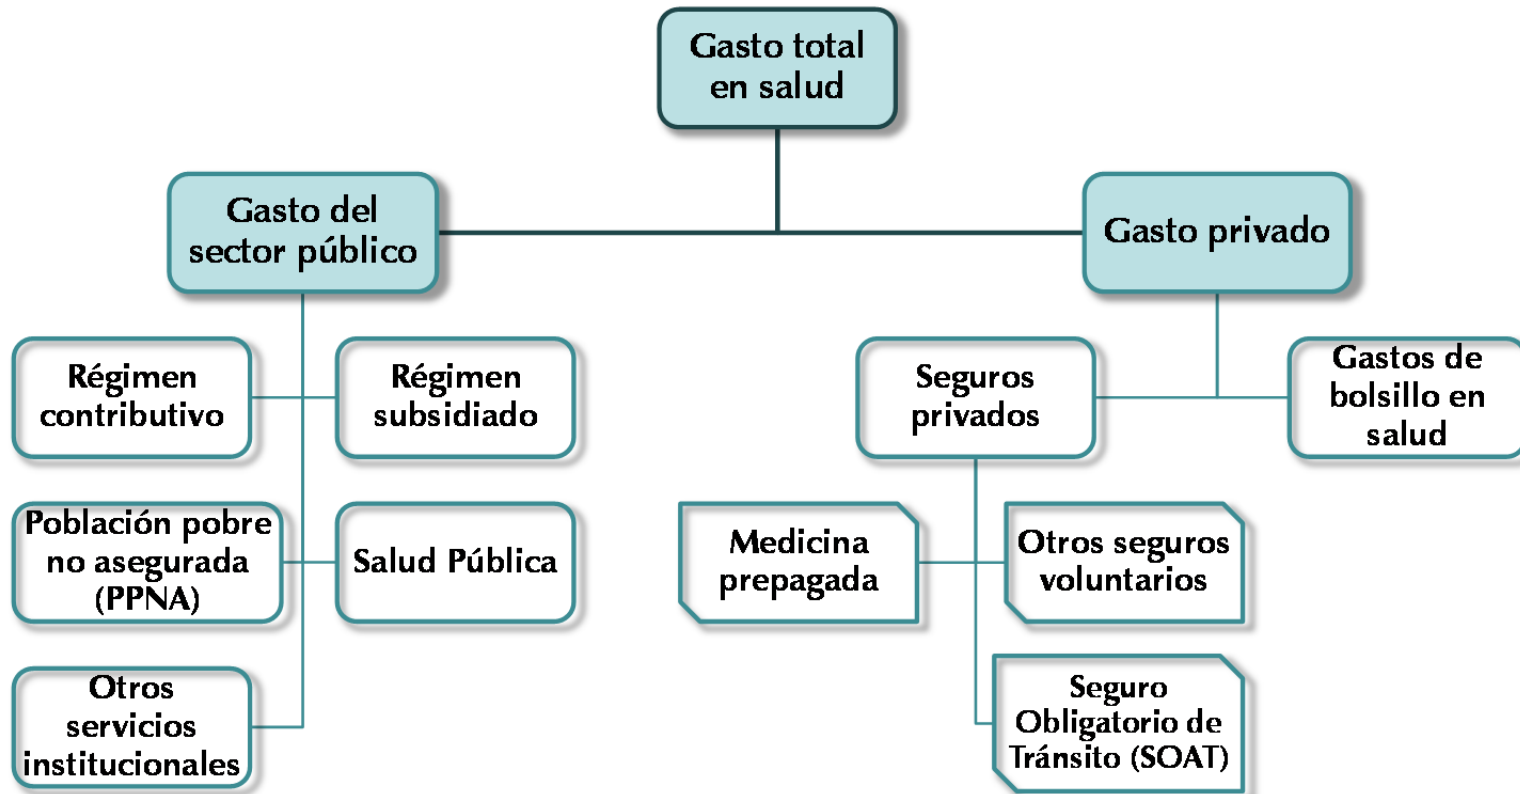 Gasto total
en salud
Gasto del
sector público
Gasto privado
Régimen
contributivo
Régimen
subsidiado
Seguros
privados
Gastos de
bolsillo en
salud
Población pobre
no asegurada
(PPNA)
Salud Pública
Medicina
prepagada
Otros seguros
voluntarios
Otros
servicios
institucionales
Seguro
Obligatorio de
Tránsito (SOAT)